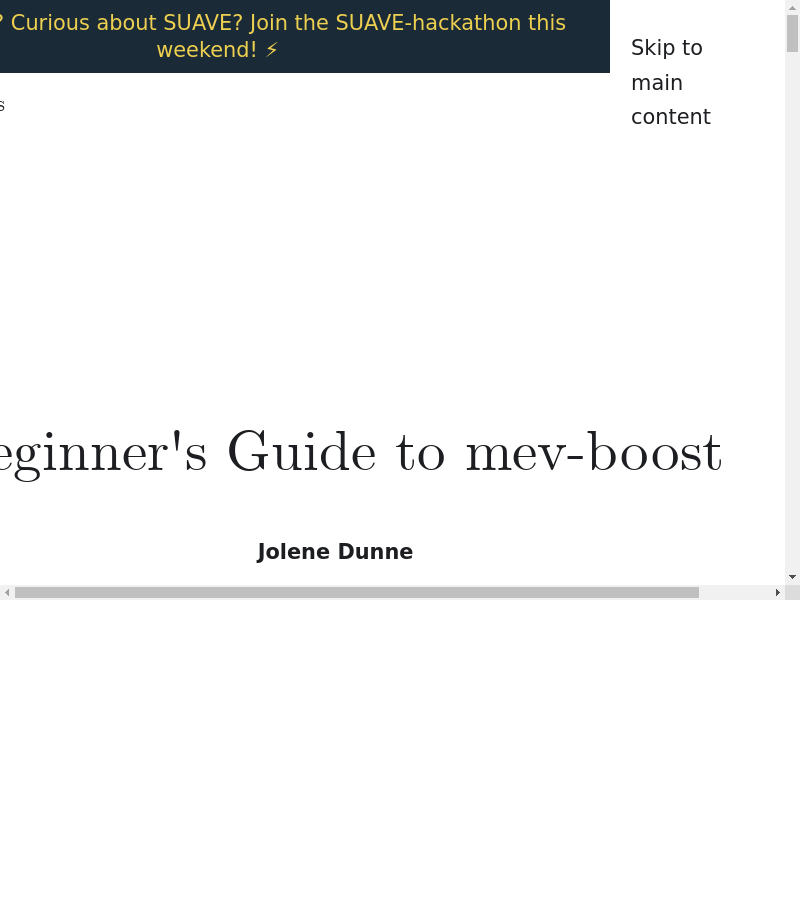 ? Curious about SUAVE? Join the SUAVE-hackathon this
weekend! ⚡
Skip to
main
content
s
eginner's Guide to mev-boost
Jolene Dunne